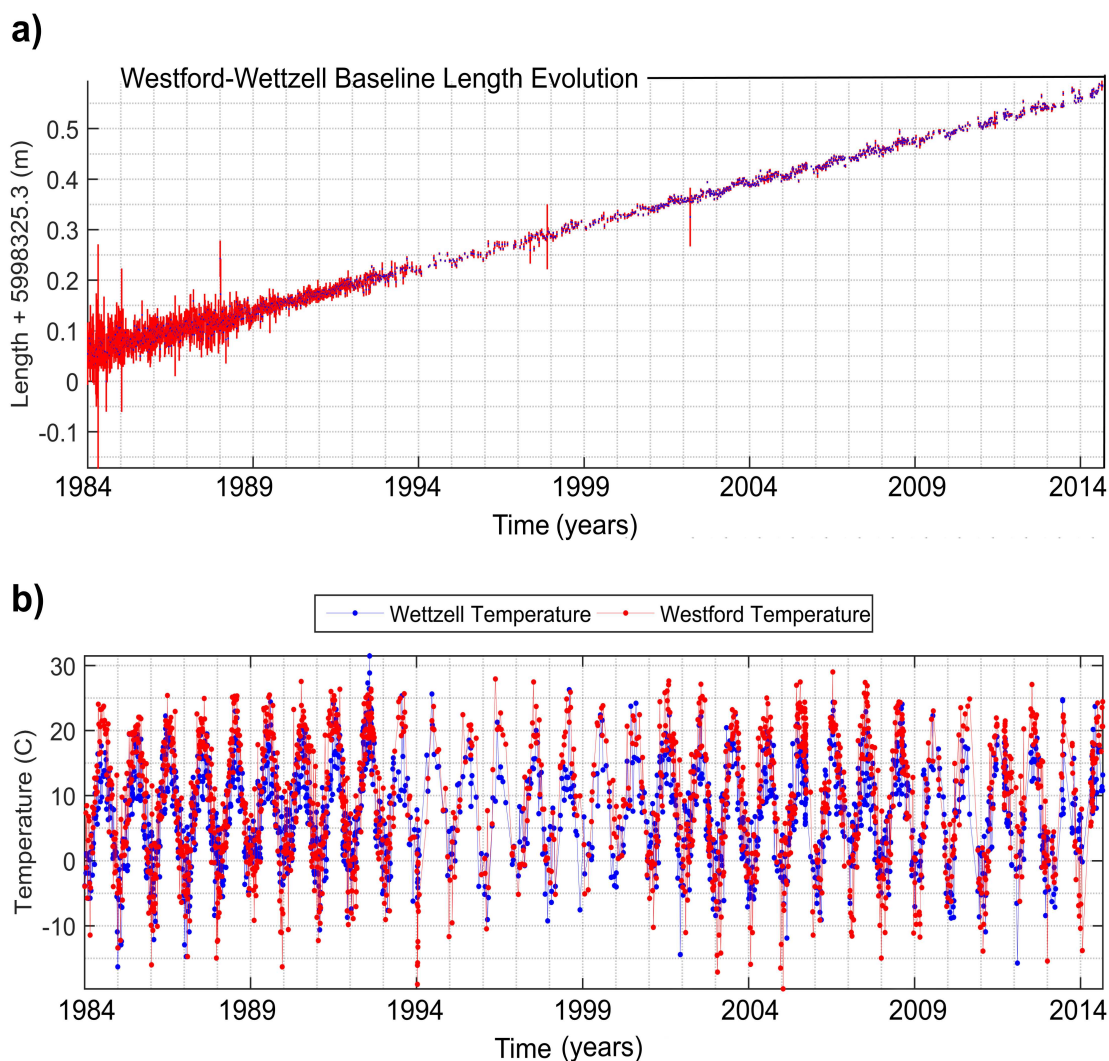 a)
Westford-Wettzell Baseline Length Evolution
Length + 5998325.3 (m)
0.5
0.4
0.3
0.2
0.1
0
-0.1
1984 1989 1994 1999 2004 2009 2014
Time (years)
b)
Wettzell Temperature Westford Temperature
Temperature (C)
30
20
10
0
-10
1984 1989 1994 1999 2004 2009 2014
Time (years)